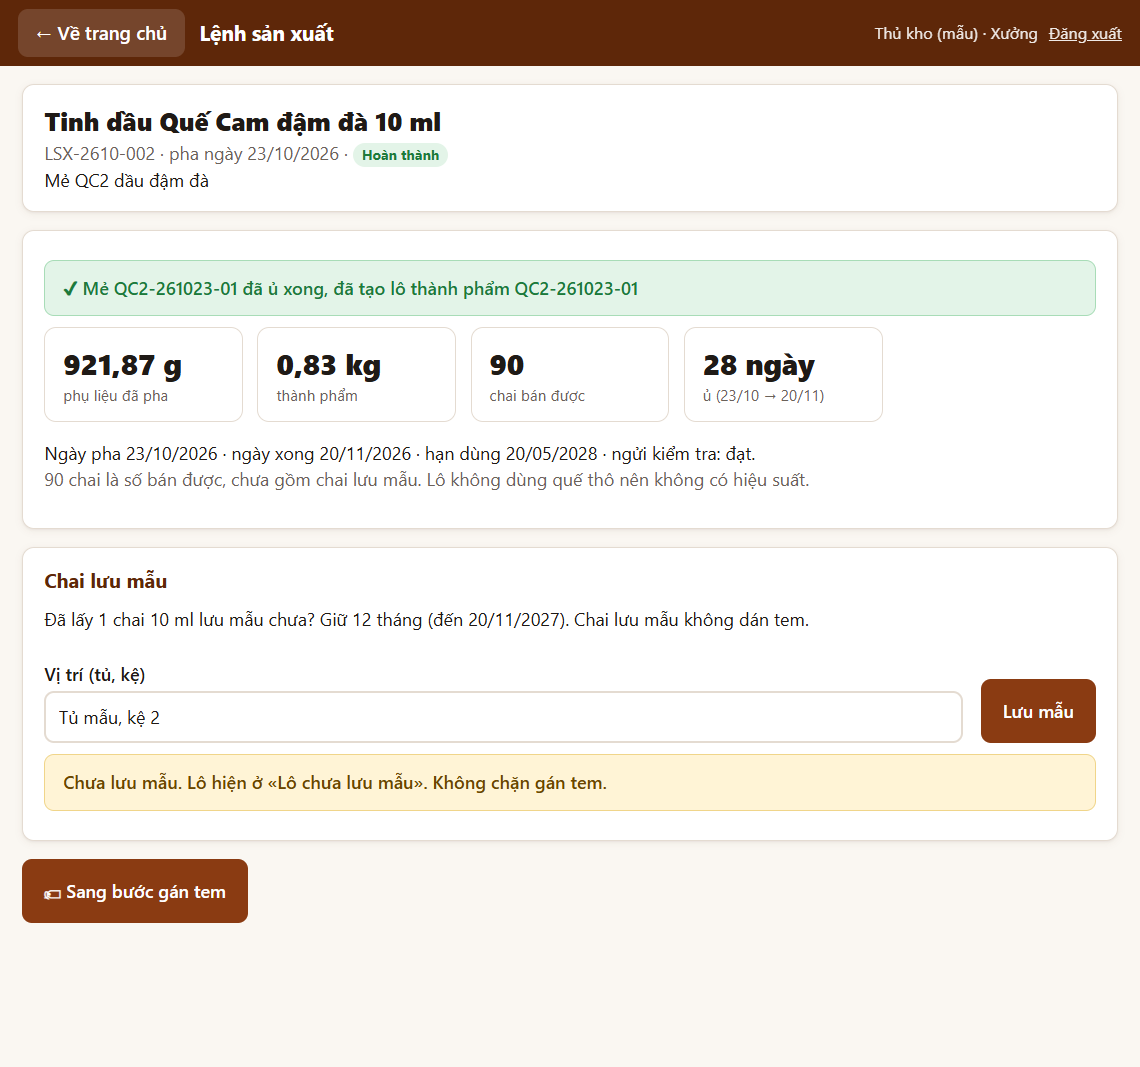 ← Về trang chủ
Lệnh sản xuất
Thủ kho (mẫu) · Xưởng Đăng xuất
Tinh dầu Quế Cam đậm đà 10 ml
LSX-2610-002 · pha ngày 23/10/2026 · Hoàn thành
Mẻ QC2 dầu đậm đà
✔ Mẻ QC2-261023-01 đã ủ xong, đã tạo lô thành phẩm QC2-261023-01
921,87 g
phụ liệu đã pha
0,83 kg
thành phẩm
90
chai bán được
28 ngày
ủ (23/10 → 20/11)
Ngày pha 23/10/2026 · ngày xong 20/11/2026 · hạn dùng 20/05/2028 · ngửi kiểm tra: đạt.
90 chai là số bán được, chưa gồm chai lưu mẫu. Lô không dùng quế thô nên không có hiệu suất.
Chai lưu mẫu
Đã lấy 1 chai 10 ml lưu mẫu chưa? Giữ 12 tháng (đến 20/11/2027). Chai lưu mẫu không dán tem.
Vị trí (tủ, kệ)
Tủ mẫu, kệ 2
Lưu mẫu
Chưa lưu mẫu. Lô hiện ở «Lô chưa lưu mẫu». Không chặn gán tem.
Sang bước gán tem